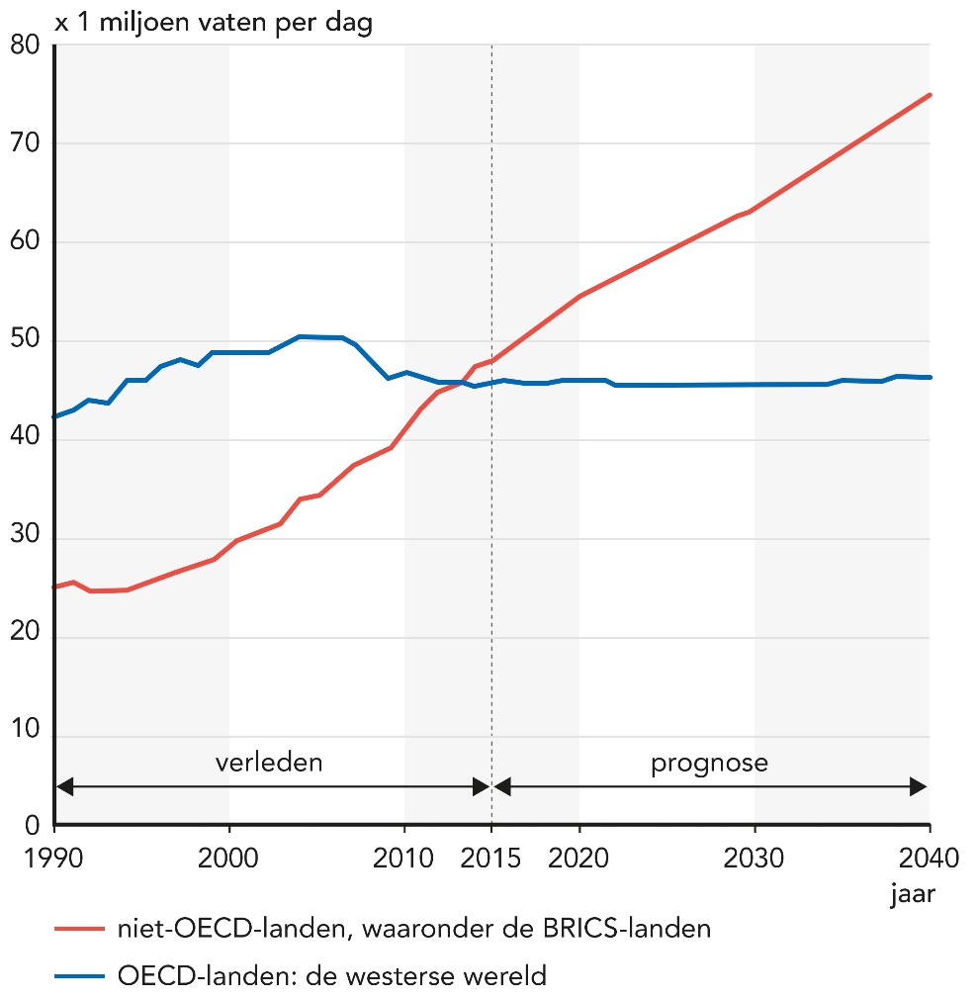 x 1 miljoen vaten per dag
80
70
60
50
40
30
20
10
0
verleden
prognose
1990
2000
2010
2015
2020
2030
2040
jaar
niet-OECD-landen, waaronder de BRICS-landen
OECD-landen: de westerse wereld